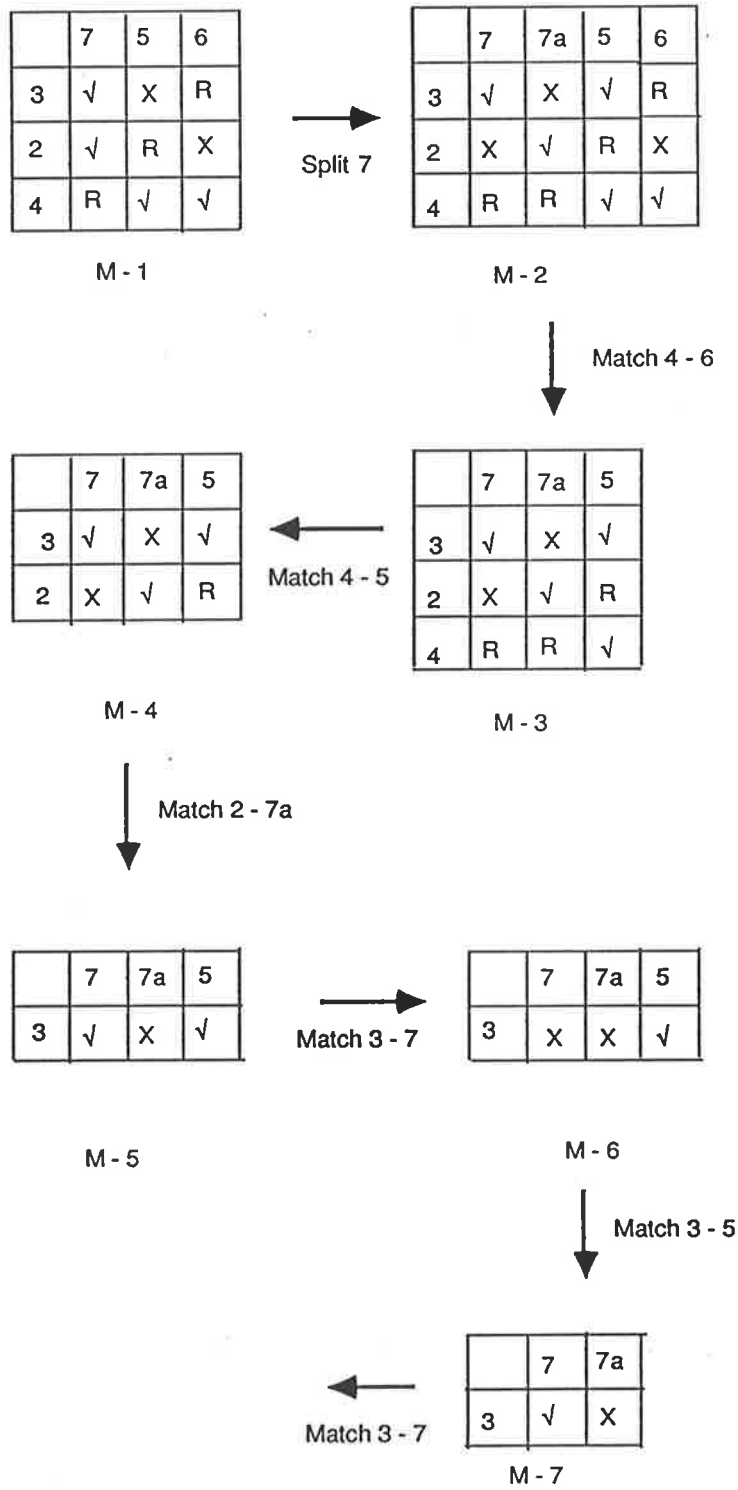 7 5 6
3 √ X R
2 √ R X
4 R √ √
M - 1
Split 7
7 7a 5 6
3 √ X √ R
2 X √ R X
4 R R √ √
M - 2
Match 4 - 6
7 7a 5
3 √ X √
2 X √ R
4 R R √
M - 3
Match 4 - 5
7 7a 5
3 √ X √
2 X √ R
M - 4
Match 2 - 7a
7 7a 5
3 √ X √
M - 5
Match 3 - 7
7 7a 5
3 X X √
M - 6
Match 3 - 5
7 7a
3 √ X
M - 7
Match 3 - 7